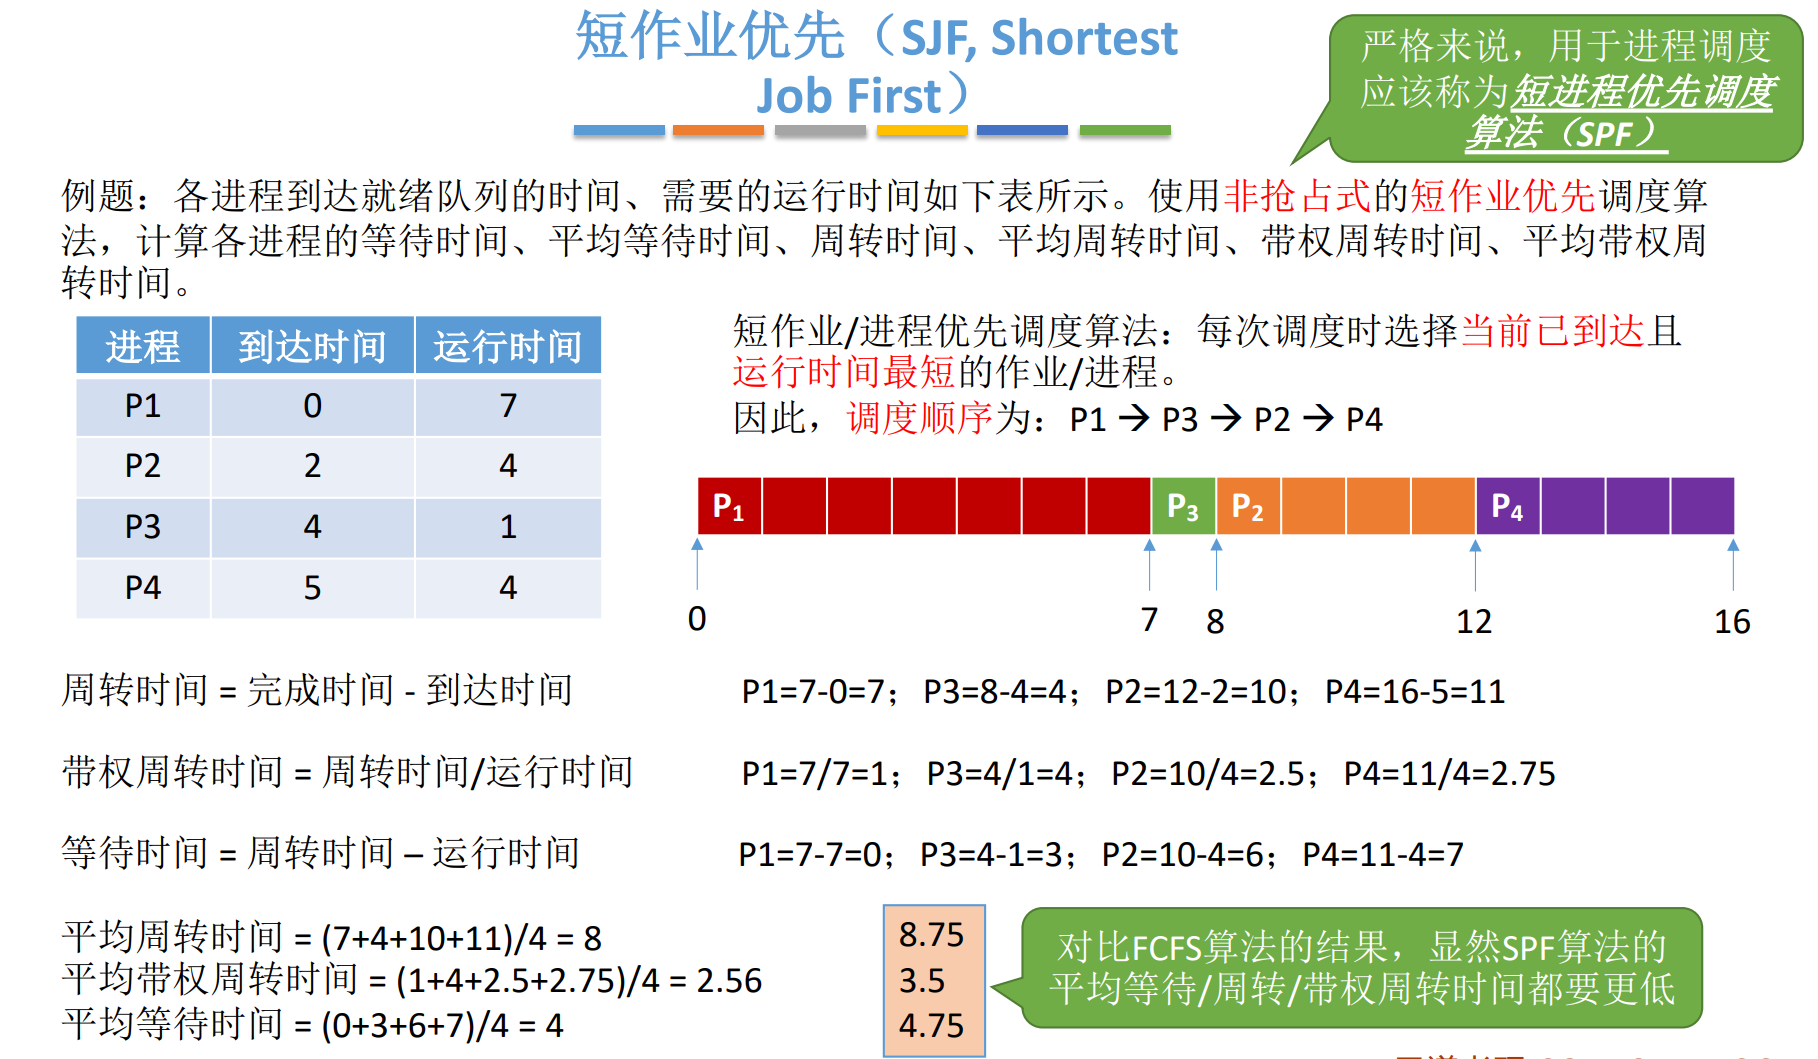 短作业优先（SJF, Shortest
Job First）
严格来说，用于进程调度
应该称为短进程优先调度
算法（SPF）
例题：各进程到达就绪队列的时间、需要的运行时间如下表所示。使用非抢占式的短作业优先调度算
法，计算各进程的等待时间、平均等待时间、周转时间、平均周转时间、带权周转时间、平均带权周
转时间。
进程 到达时间 运行时间
P1 0 7
P2 2 4
P3 4 1
P4 5 4
短作业/进程优先调度算法：每次调度时选择当前已到达且
运行时间最短的作业/进程。
因此，调度顺序为：P1 → P3 → P2 → P4
P1 P3 P2 P4
0 7 8 12 16
周转时间 = 完成时间 - 到达时间 P1=7-0=7；P3=8-4=4；P2=12-2=10；P4=16-5=11
带权周转时间 = 周转时间/运行时间 P1=7/7=1；P3=4/1=4；P2=10/4=2.5；P4=11/4=2.75
等待时间 = 周转时间 – 运行时间 P1=7-7=0；P3=4-1=3；P2=10-4=6；P4=11-4=7
平均周转时间 = (7+4+10+11)/4 = 8
平均带权周转时间 = (1+4+2.5+2.75)/4 = 2.56
平均等待时间 = (0+3+6+7)/4 = 4
8.75
3.5
4.75
对比FCFS算法的结果，显然SPF算法的
平均等待/周转/带权周转时间都要更低